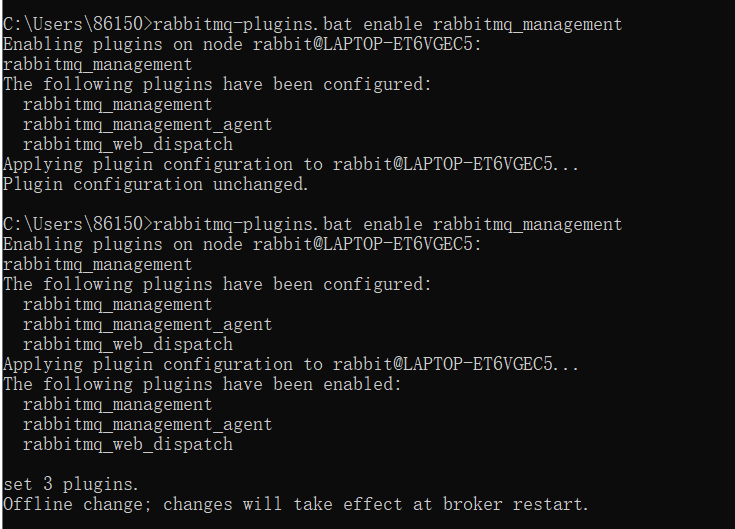 C:\Users\86150>rabbitmq-plugins.bat enable rabbitmq_management
Enabling plugins on node rabbit@LAPTOP-ET6VGEC5:
rabbitmq_management
The following plugins have been configured:
  rabbitmq_management
  rabbitmq_management_agent
  rabbitmq_web_dispatch
Applying plugin configuration to rabbit@LAPTOP-ET6VGEC5...
Plugin configuration unchanged.

C:\Users\86150>rabbitmq-plugins.bat enable rabbitmq_management
Enabling plugins on node rabbit@LAPTOP-ET6VGEC5:
rabbitmq_management
The following plugins have been configured:
  rabbitmq_management
  rabbitmq_management_agent
  rabbitmq_web_dispatch
Applying plugin configuration to rabbit@LAPTOP-ET6VGEC5...
The following plugins have been enabled:
  rabbitmq_management
  rabbitmq_management_agent
  rabbitmq_web_dispatch

set 3 plugins.
Offline change; changes will take effect at broker restart.